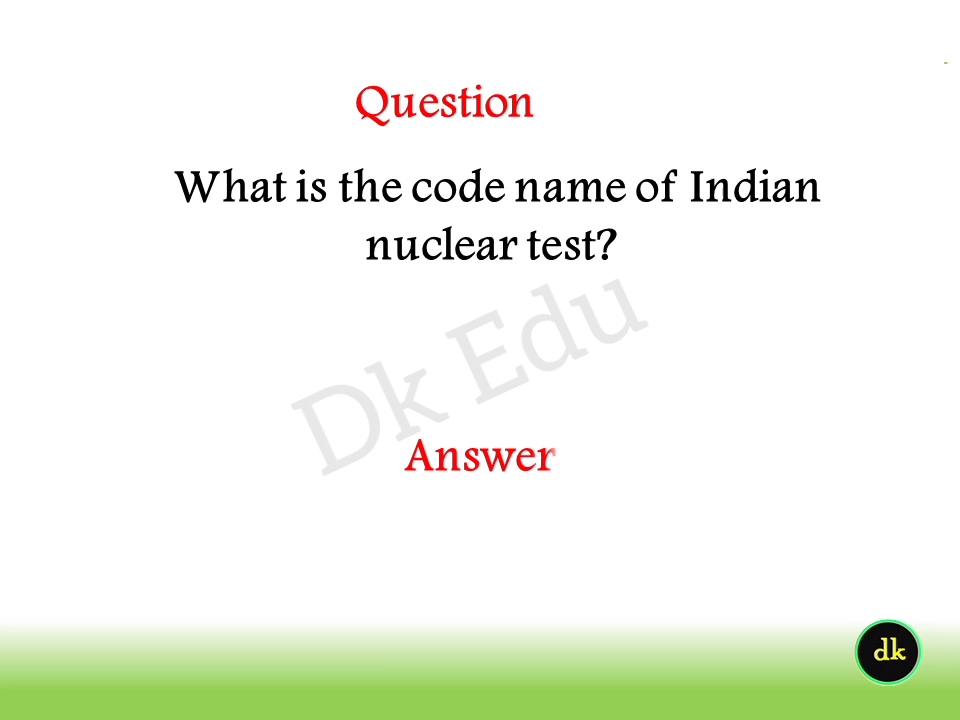 Question
What is the code name of Indian
nuclear test?
Dk Edu
Answer
dk